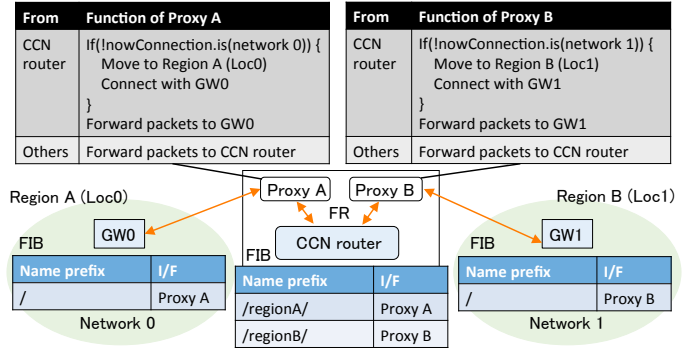 From Function of Proxy A
CCN router If(!nowConnection.is(network 0)) {
Move to Region A (Loc0)
Connect with GW0
}
Forward packets to GW0
Others Forward packets to CCN router
From Function of Proxy B
CCN router If(!nowConnection.is(network 1)) {
Move to Region B (Loc1)
Connect with GW1
}
Forward packets to GW1
Others Forward packets to CCN router
Region A (Loc0)
GW0
FIB
Name prefix I/F
/ Proxy A
Network 0
Proxy A Proxy B
FR
CCN router
FIB
Name prefix I/F
/regionA/ Proxy A
/regionB/ Proxy B
Region B (Loc1)
GW1
FIB
Name prefix I/F
/ Proxy B
Network 1